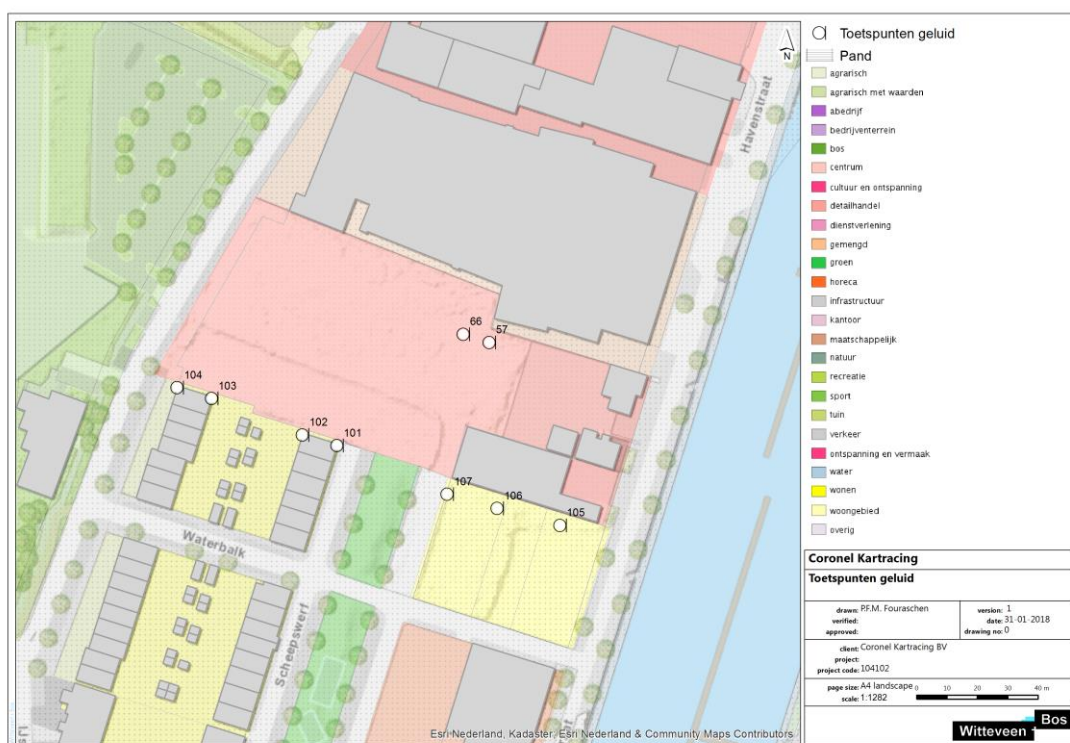 N
Havenstraat
66
57
104
103
102
101
107
106
105
Waterbalk
Scheepswerf
Esri Nederland, Kadaster, Esri Nederland & Community Maps Contributors
Toetspunten geluid
Pand
agrarisch
agrarisch met waarden
abedrijf
bedrijventerrein
bos
centrum
cultuur en ontspanning
detailhandel
dienstverlening
gemengd
groen
horeca
infrastructuur
kantoor
maatschappelijk
natuur
recreatie
sport
tuin
verkeer
ontspanning en vermaak
water
wonen
woongebied
overig
Coronel Kartracing
Toetspunten geluid
drawn: P.F.M. Fouraschen version: 1
verified: date: 31-01-2018
approved: drawing no: 0
client: Coronel Kartracing BV
project:
project code: 104102
page size: A4 landscape 0 10 20 30 40 m
scale: 1:1282
Witteveen + Bos